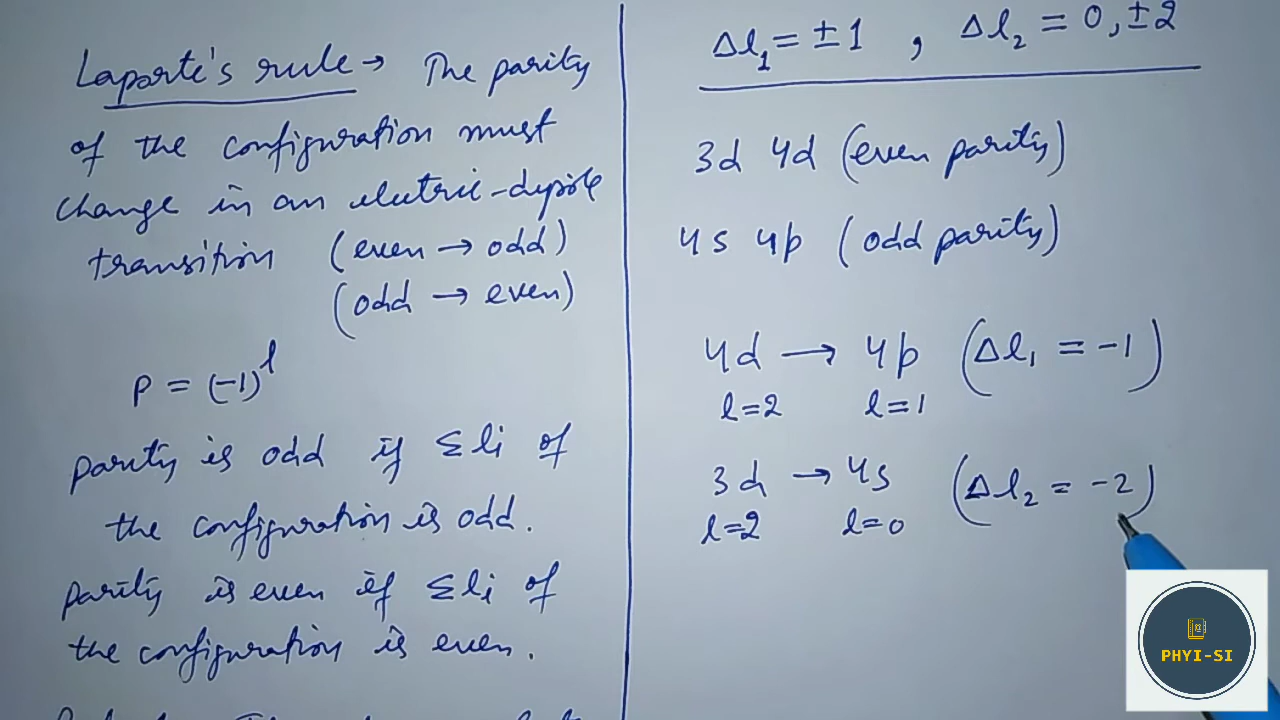 Laporte's rule → The parity
of the configuration must
change in an electric-dipole
transition (even → odd)
(odd → even)
P = (-1)^l
parity is odd if Σli of
the configuration is odd.
parity is even if Σli of
the configuration is even.
Δl₁ = ±1 , Δl₂ = 0, ±2
3d 4d (even parity)
4s 4p (odd parity)
4d → 4p (Δl₁ = -1)
l=2 l=1
3d → 4s (Δl₂ = -2)
l=2 l=0
PHYI-SI